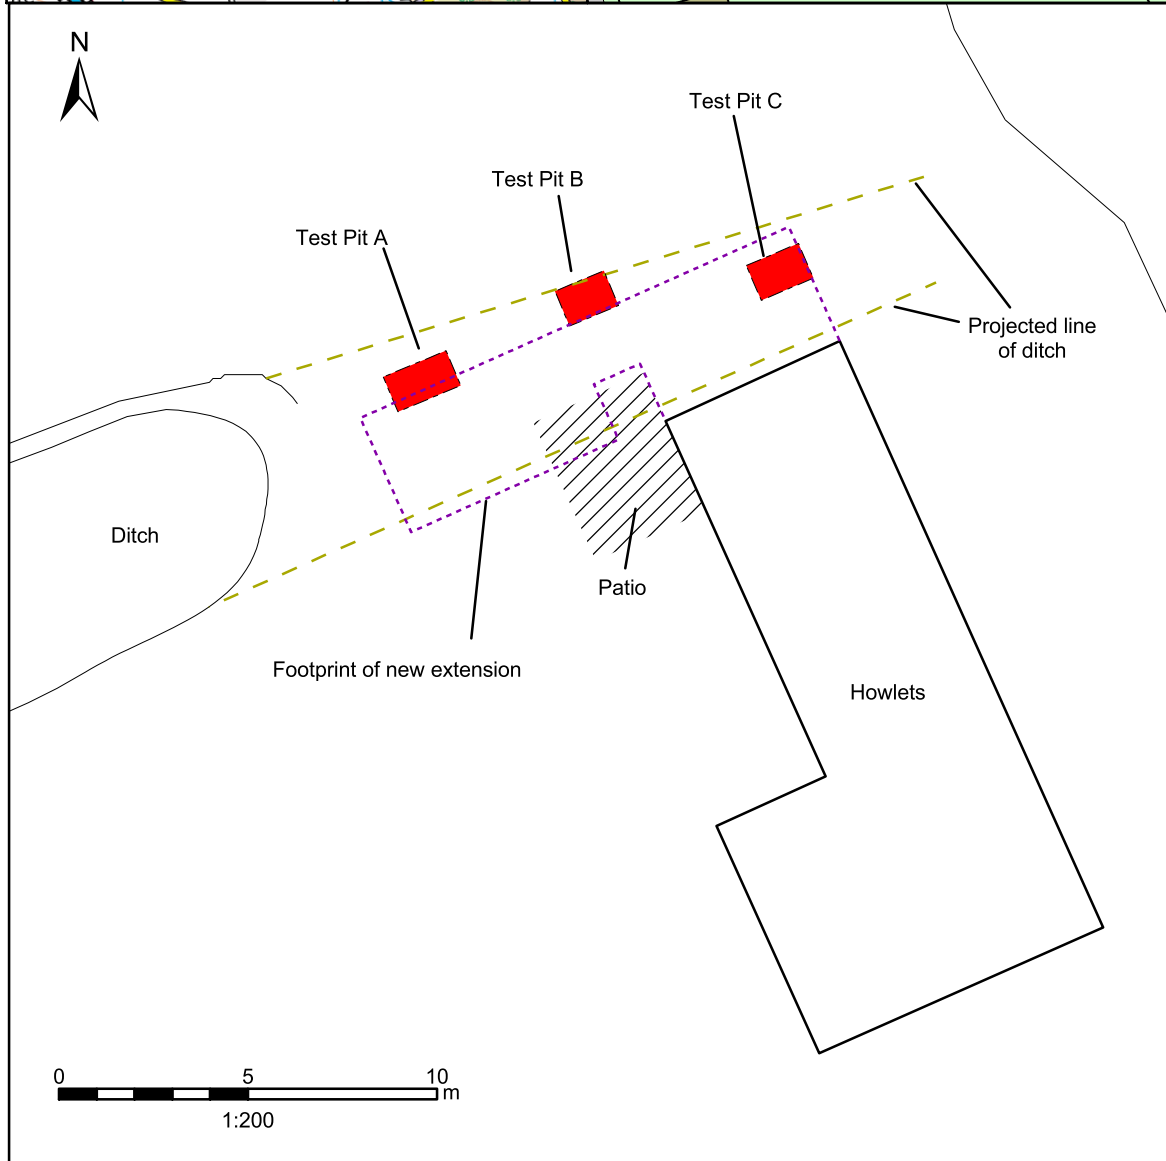 N
Test Pit C
Test Pit B
Test Pit A
Projected line
of ditch
Ditch
Patio
Footprint of new extension
Howlets
0 5 10
m
1:200